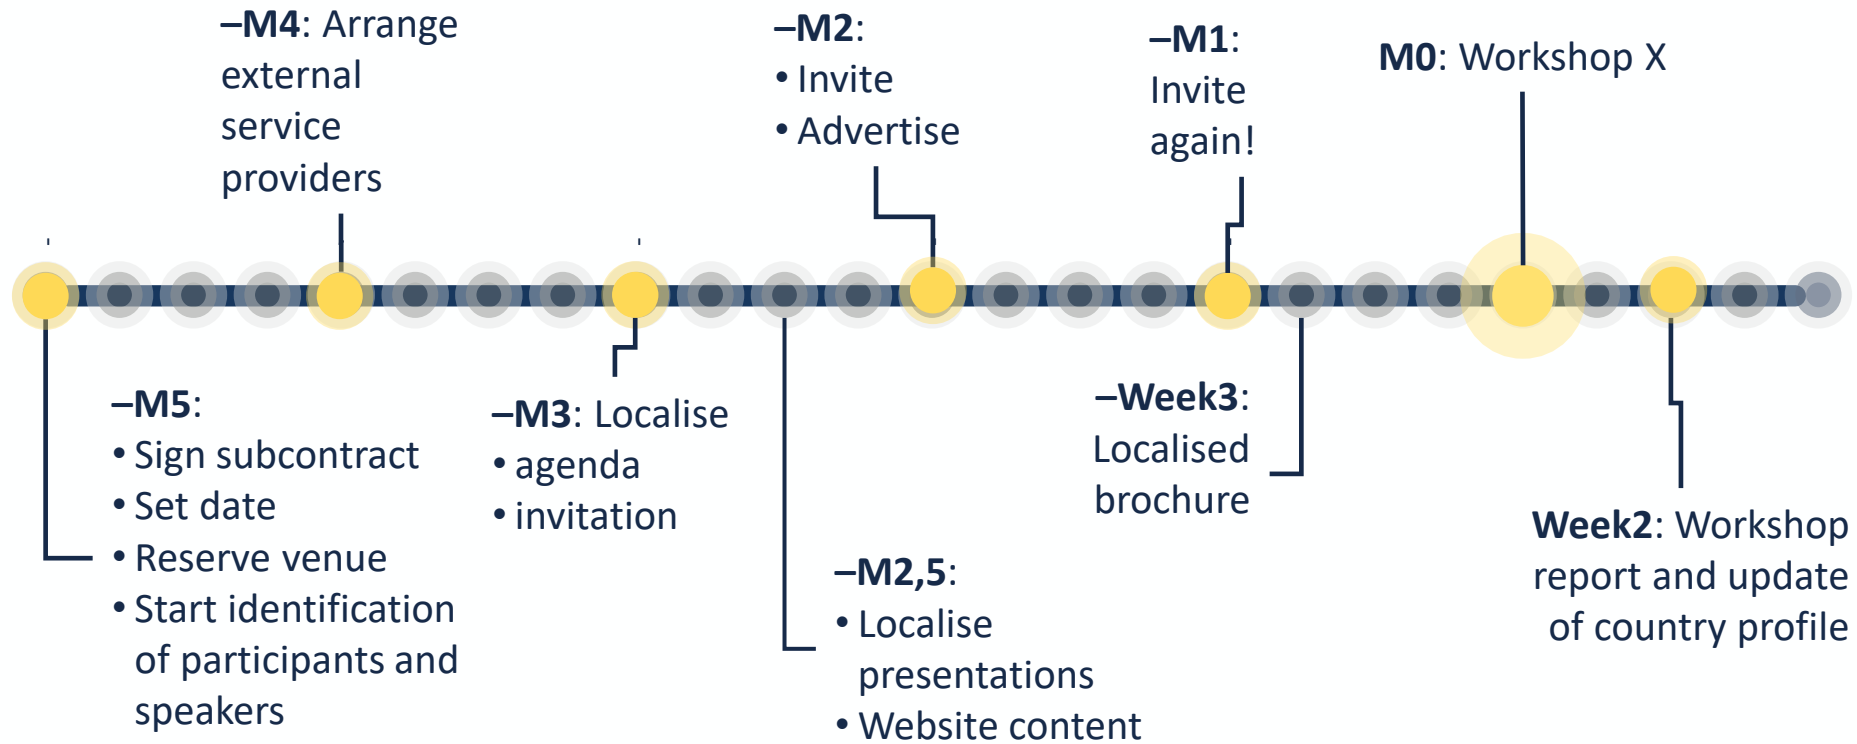 –M4: Arrange
external
service
providers
–M2:
• Invite
• Advertise
–M1:
Invite
again!
M0: Workshop X
–M5:
• Sign subcontract
• Set date
• Reserve venue
• Start identification
of participants and
speakers
–M3: Localise
• agenda
• invitation
–M2,5:
• Localise
presentations
• Website content
–Week3:
Localised
brochure
Week2: Workshop
report and update
of country profile